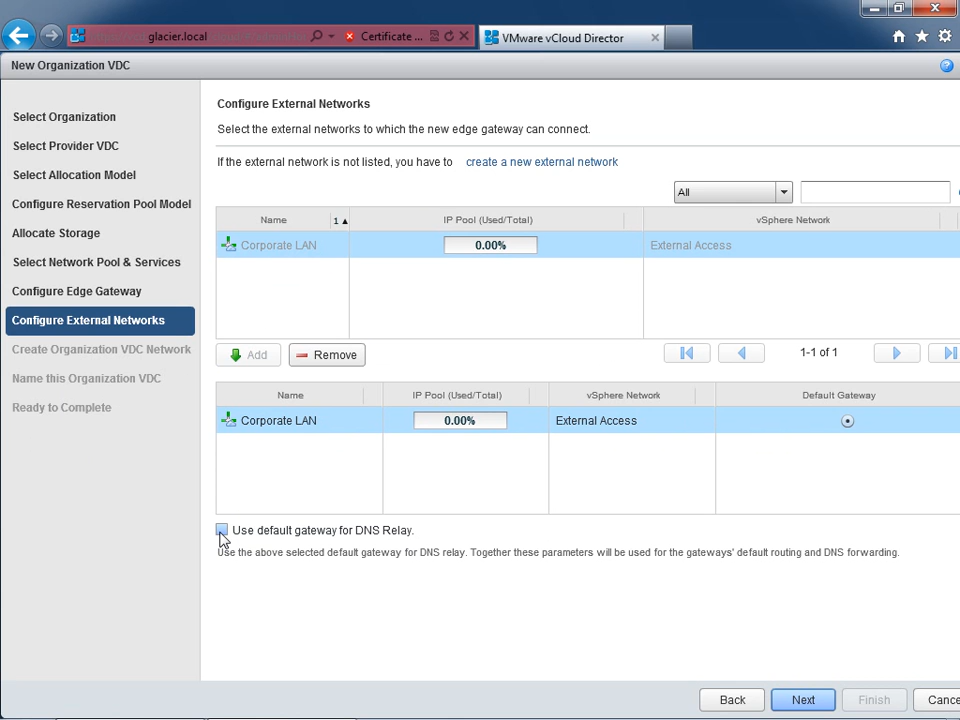 glacier.local
Certificate ...
VMware vCloud Director
New Organization VDC
Select Organization
Select Provider VDC
Select Allocation Model
Configure Reservation Pool Model
Allocate Storage
Select Network Pool & Services
Configure Edge Gateway
Configure External Networks
Create Organization VDC Network
Name this Organization VDC
Ready to Complete
Configure External Networks
Select the external networks to which the new edge gateway can connect.
If the external network is not listed, you have to create a new external network
All
Name 1 ▲ IP Pool (Used/Total) vSphere Network
Corporate LAN 0.00% External Access
Add Remove 1-1 of 1
Name IP Pool (Used/Total) vSphere Network Default Gateway
Corporate LAN 0.00% External Access
Use default gateway for DNS Relay.
Use the above selected default gateway for DNS relay. Together these parameters will be used for the gateways' default routing and DNS forwarding.
Back Next Finish Cance